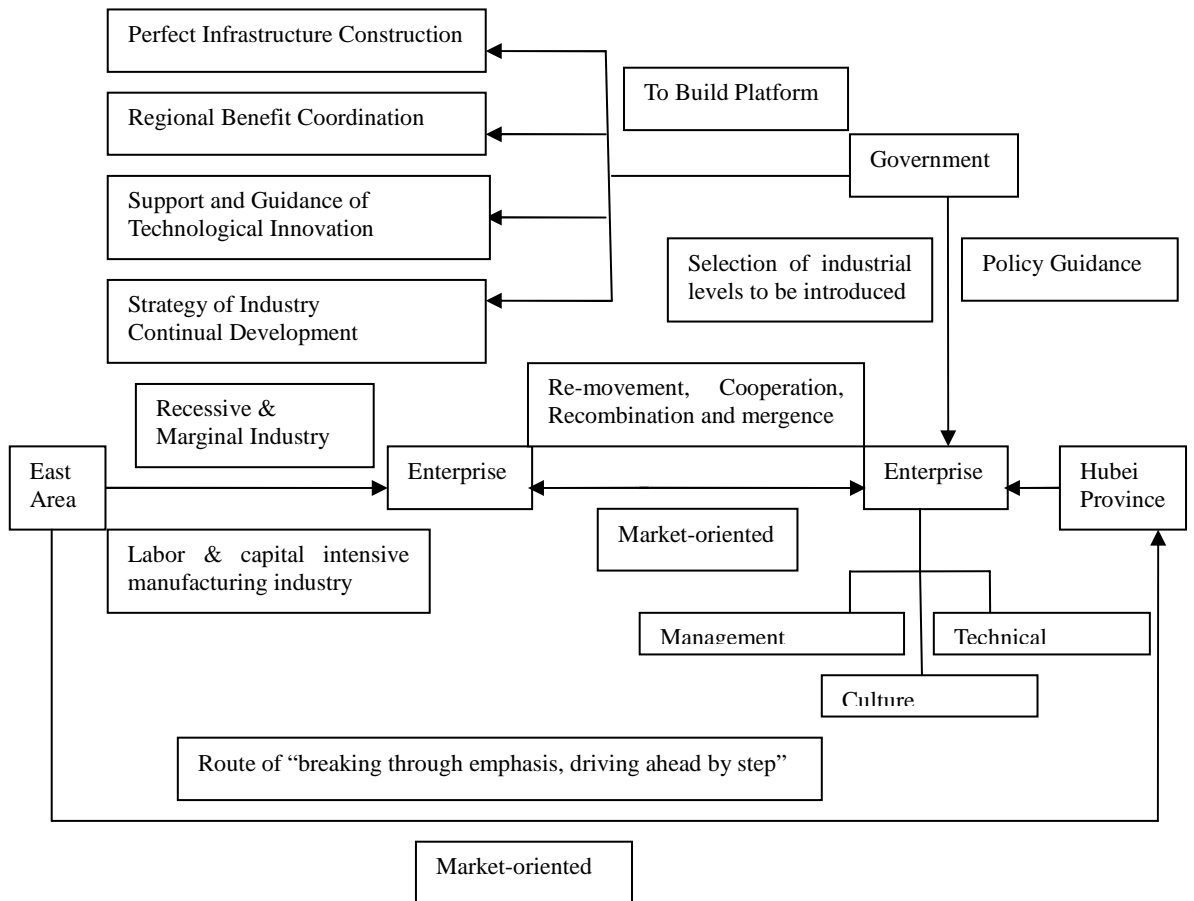 Perfect Infrastructure Construction
To Build Platform
Regional Benefit Coordination
Government
Support and Guidance of
Technological Innovation
Selection of industrial
levels to be introduced
Policy Guidance
Strategy of Industry
Continual Development
Re-movement, Cooperation,
Recombination and mergence
Recessive &
Marginal Industry
East
Area
Enterprise
Enterprise
Hubei
Province
Market-oriented
Labor & capital intensive
manufacturing industry
Management
Technical
Culture
Route of “breaking through emphasis, driving ahead by step”
Market-oriented